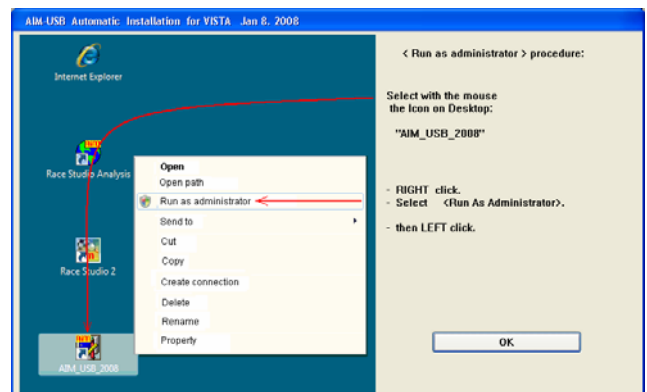 AIM-USB Automatic Installation for VISTA Jan 8, 2008
Internet Explorer
Race Studio Analysis
Race Studio 2
AIM_USB_2008
Open
Open path
Run as administrator
Send to
Cut
Copy
Create connection
Delete
Rename
Property
< Run as administrator > procedure:
Select with the mouse
the Icon on Desktop:
"AIM_USB_2008"
- RIGHT click.
- Select <Run As Administrator>.
- then LEFT click.
OK